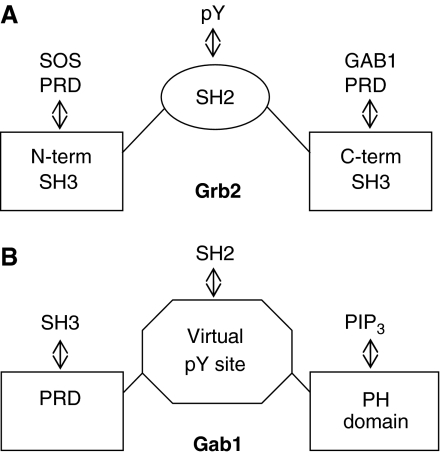 A
pY
SOS
PRD
GAB1
PRD
SH2
N-term
SH3
C-term
SH3
Grb2
B
SH2
SH3
PIP₃
Virtual
pY site
PRD
PH
domain
Gab1